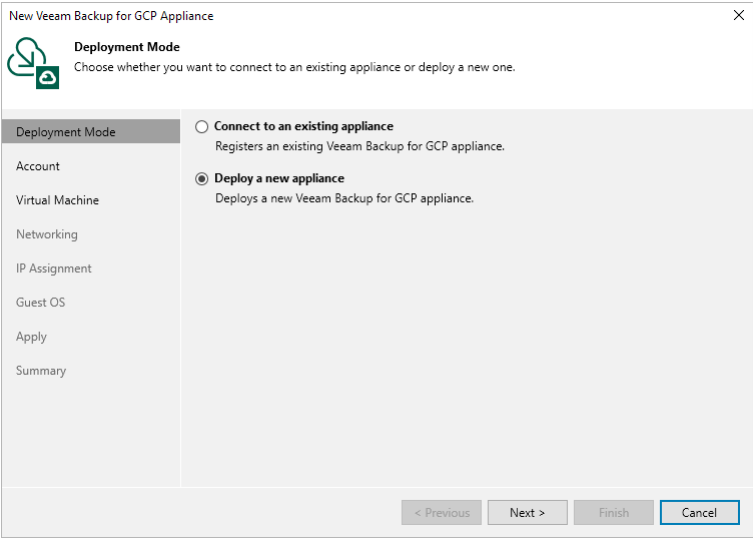 New Veeam Backup for GCP Appliance
Deployment Mode
Choose whether you want to connect to an existing appliance or deploy a new one.
Deployment Mode
Account
Virtual Machine
Networking
IP Assignment
Guest OS
Apply
Summary
Connect to an existing appliance
Registers an existing Veeam Backup for GCP appliance.
Deploy a new appliance
Deploys a new Veeam Backup for GCP appliance.
< Previous
Next >
Finish
Cancel